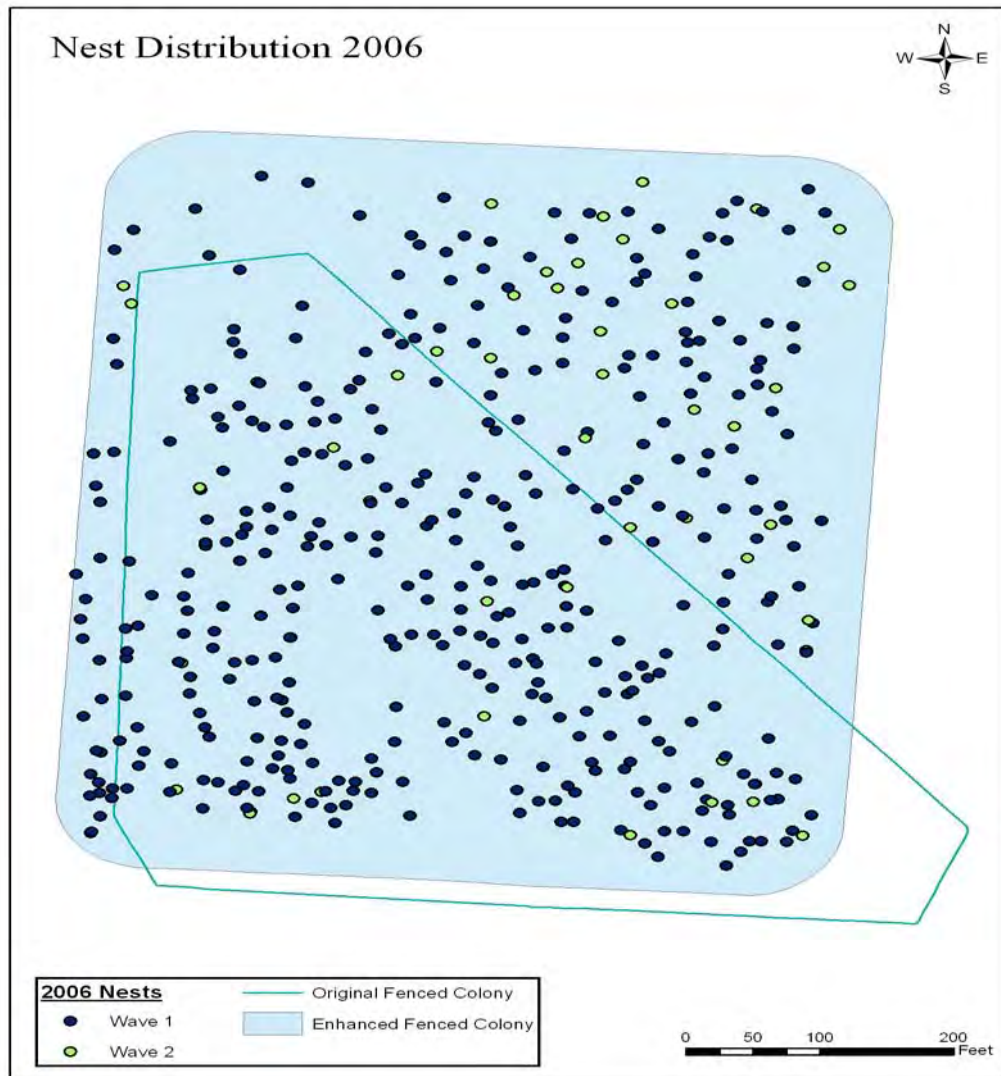 Nest Distribution 2006
N
W E
S
2006 Nests
Wave 1
Wave 2
Original Fenced Colony
Enhanced Fenced Colony
0 50 100 200
Feet